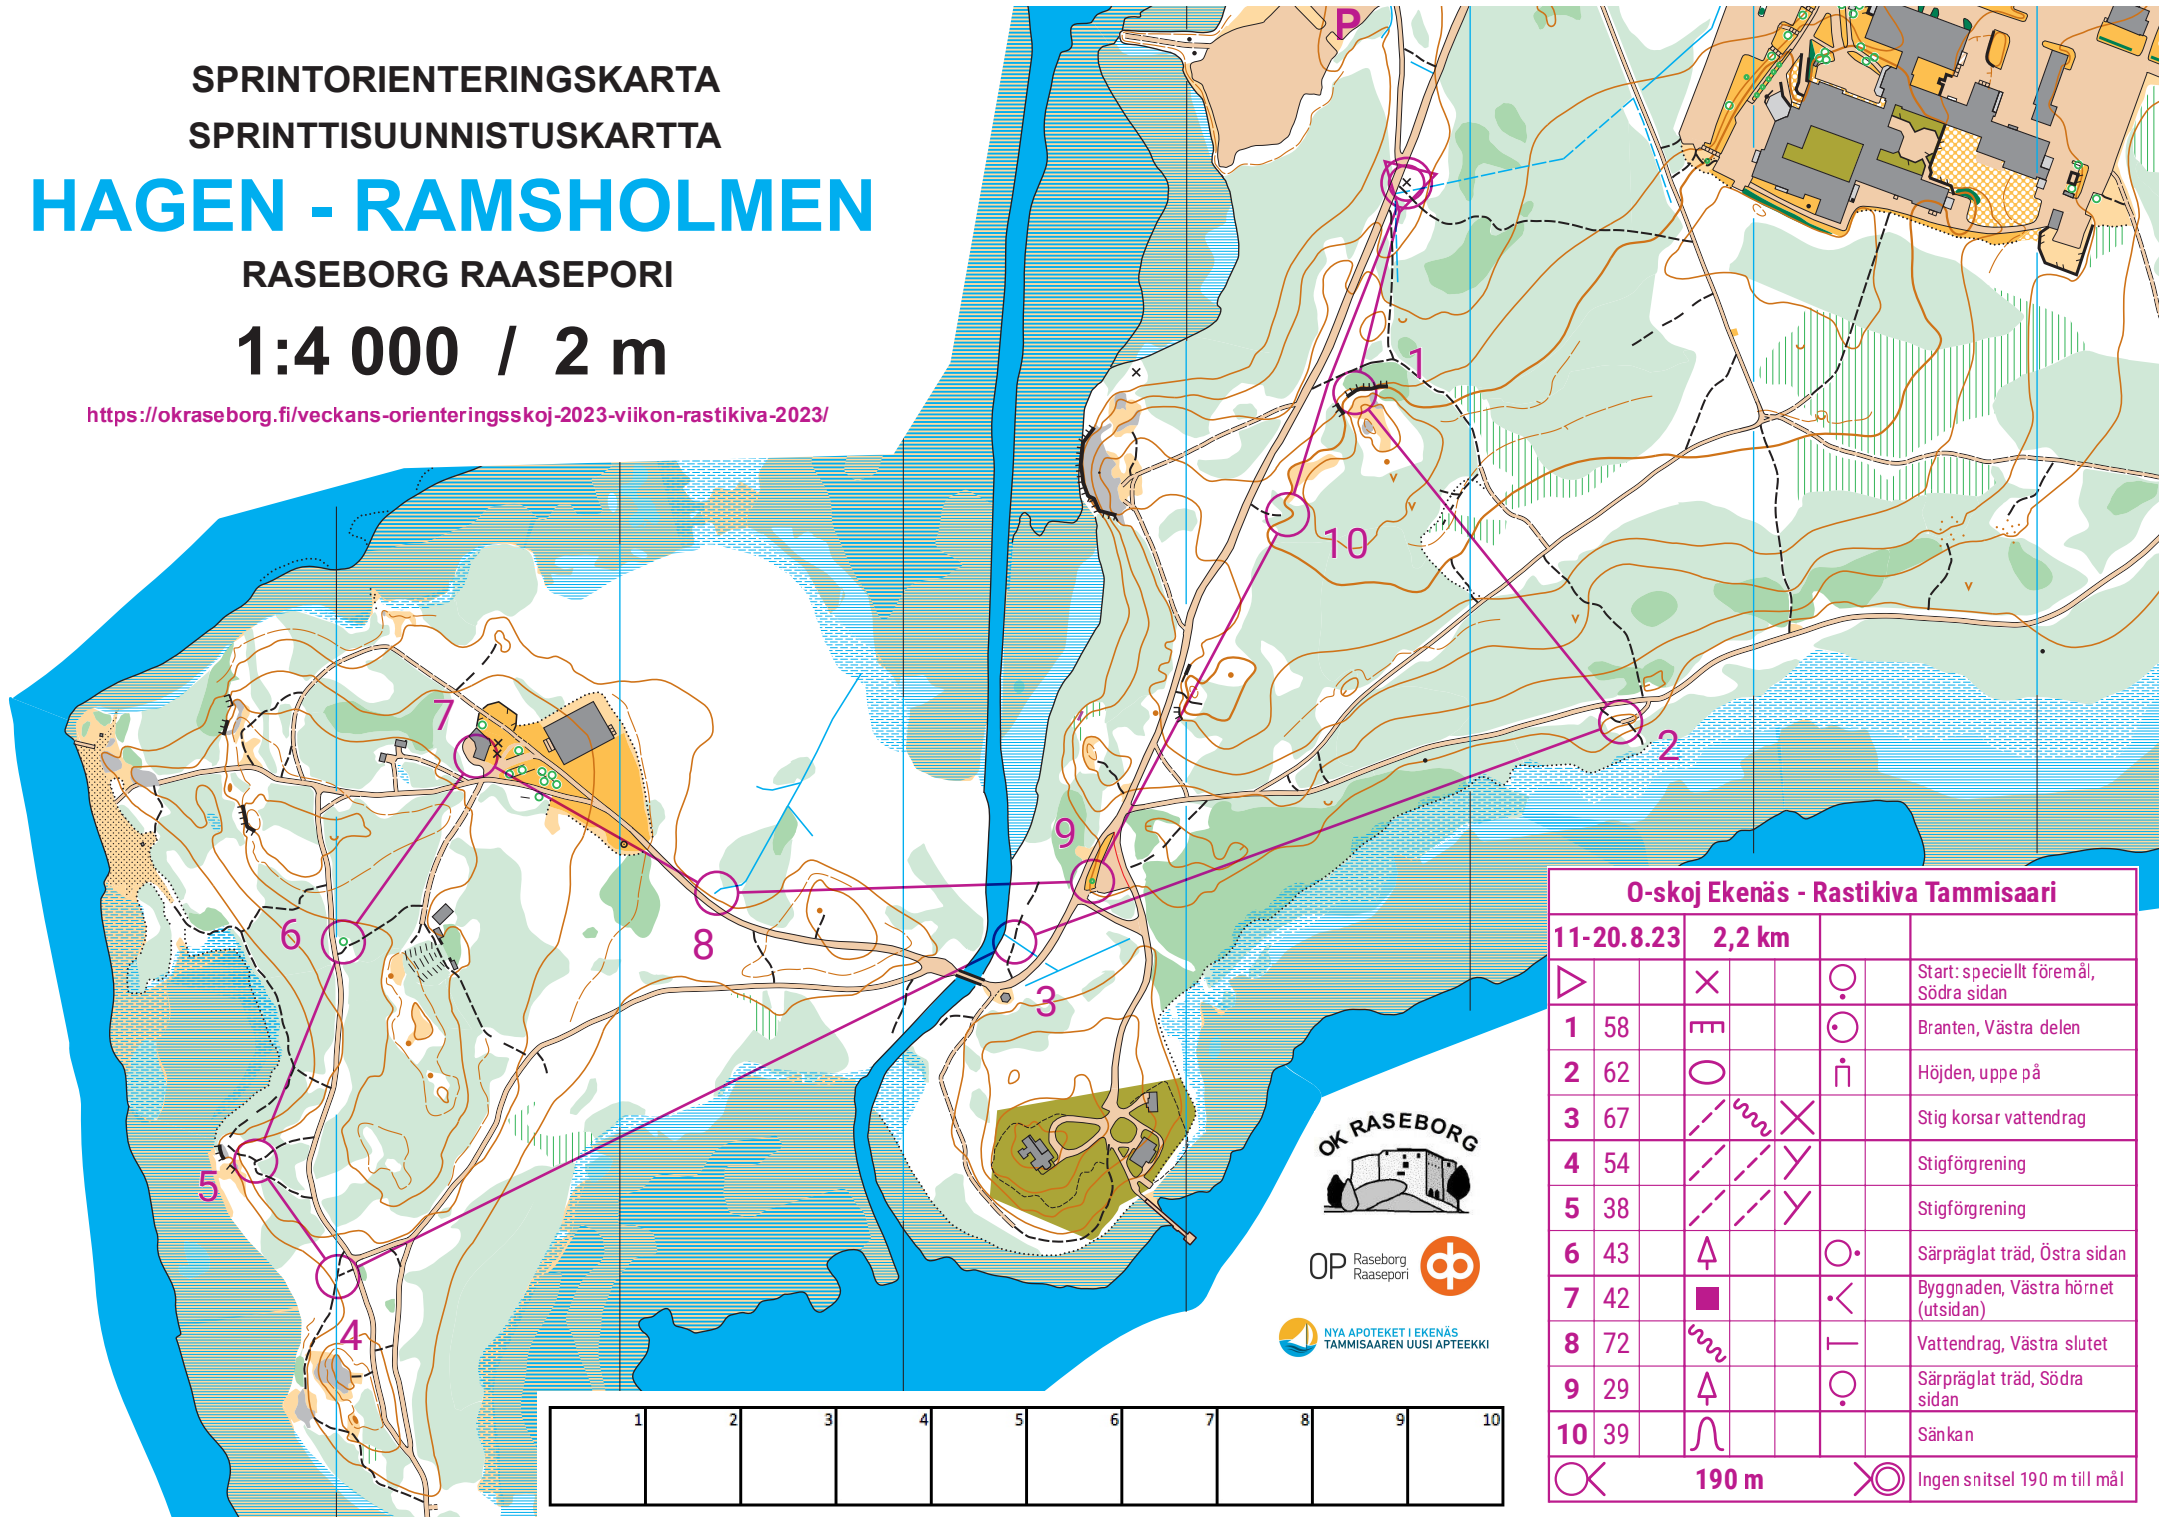 SPRINTORIENTERINGSKARTA
SPRINTTISUUNNISTUSKARTTA
HAGEN - RAMSHOLMEN
RASEBORG RAASEPORI
1:4 000 / 2 m
https://okraseborg.fi/veckans-orienteringsskoj-2023-viikon-rastikiva-2023/
P
1
10
2
7
9
6
8
3
5
4
OK RASEBORG
OP Raseborg
Raasepori
NYA APOTEKET I EKENÄS
TAMMISAAREN UUSI APTEEKKI
O-skoj Ekenäs - Rastikiva Tammisaari
11-20.8.23 2,2 km
Start: speciellt föremål,
Södra sidan
1 58 Branten, Västra delen
2 62 Höjden, uppe på
3 67 Stig korsar vattendrag
4 54 Stigförgrening
5 38 Stigförgrening
6 43 Särpräglat träd, Östra sidan
7 42 Byggnaden, Västra hörnet
(utsidan)
8 72 Vattendrag, Västra slutet
9 29 Särpräglat träd, Södra
sidan
10 39 Sänkan
190 m Ingen snitsel 190 m till mål
1 2 3 4 5 6 7 8 9 10